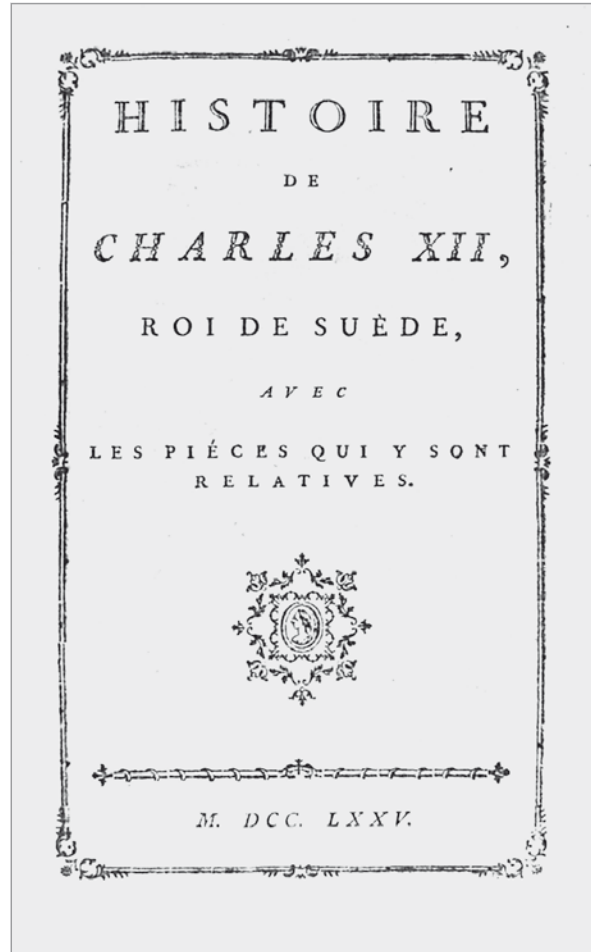 HISTOIRE
DE
CHARLES XII,
ROI DE SUÈDE,
AVEC
LES PIÉCES QUI Y SONT
RELATIVES.
M. DCC. LXXV.